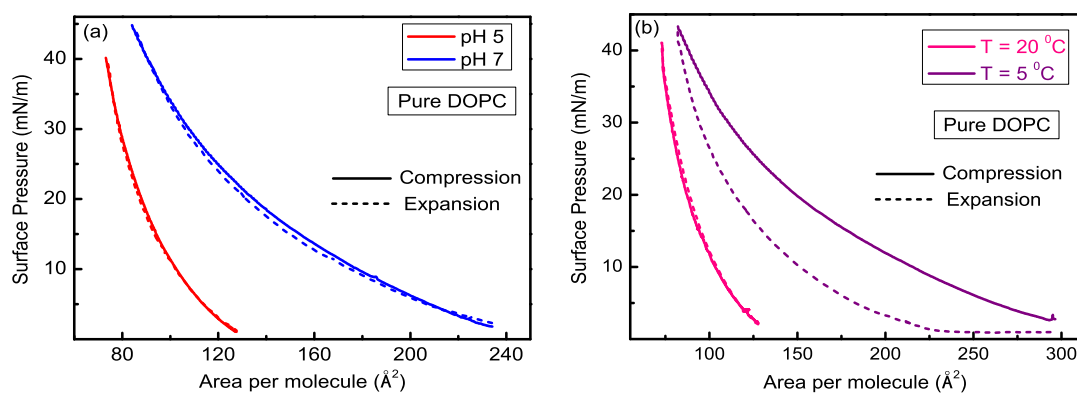 (a)
pH 5
pH 7
Pure DOPC
Compression
Expansion
Surface Pressure (mN/m)
40
30
20
10
80 120 160 200 240
Area per molecule (Å²)
(b)
T = 20 ⁰C
T = 5 ⁰C
Pure DOPC
Compression
Expansion
Surface Pressure (mN/m)
40
30
20
10
100 150 200 250 300
Area per molecule (Å²)